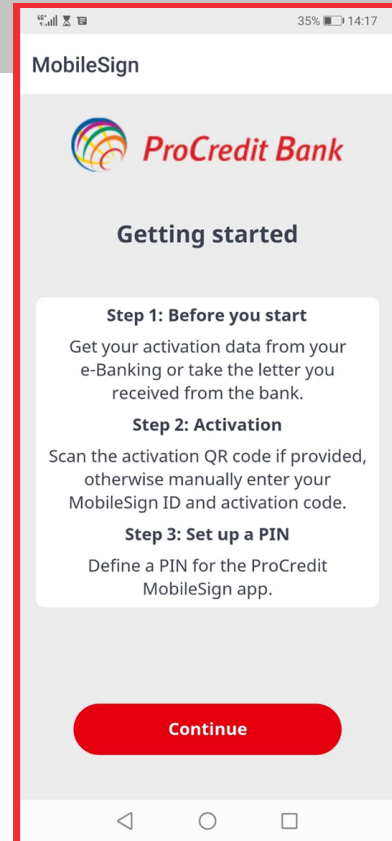 35% 14:17
MobileSign
ProCredit Bank
Getting started
Step 1: Before you start
Get your activation data from your
e-Banking or take the letter you
received from the bank.
Step 2: Activation
Scan the activation QR code if provided,
otherwise manually enter your
MobileSign ID and activation code.
Step 3: Set up a PIN
Define a PIN for the ProCredit
MobileSign app.
Continue